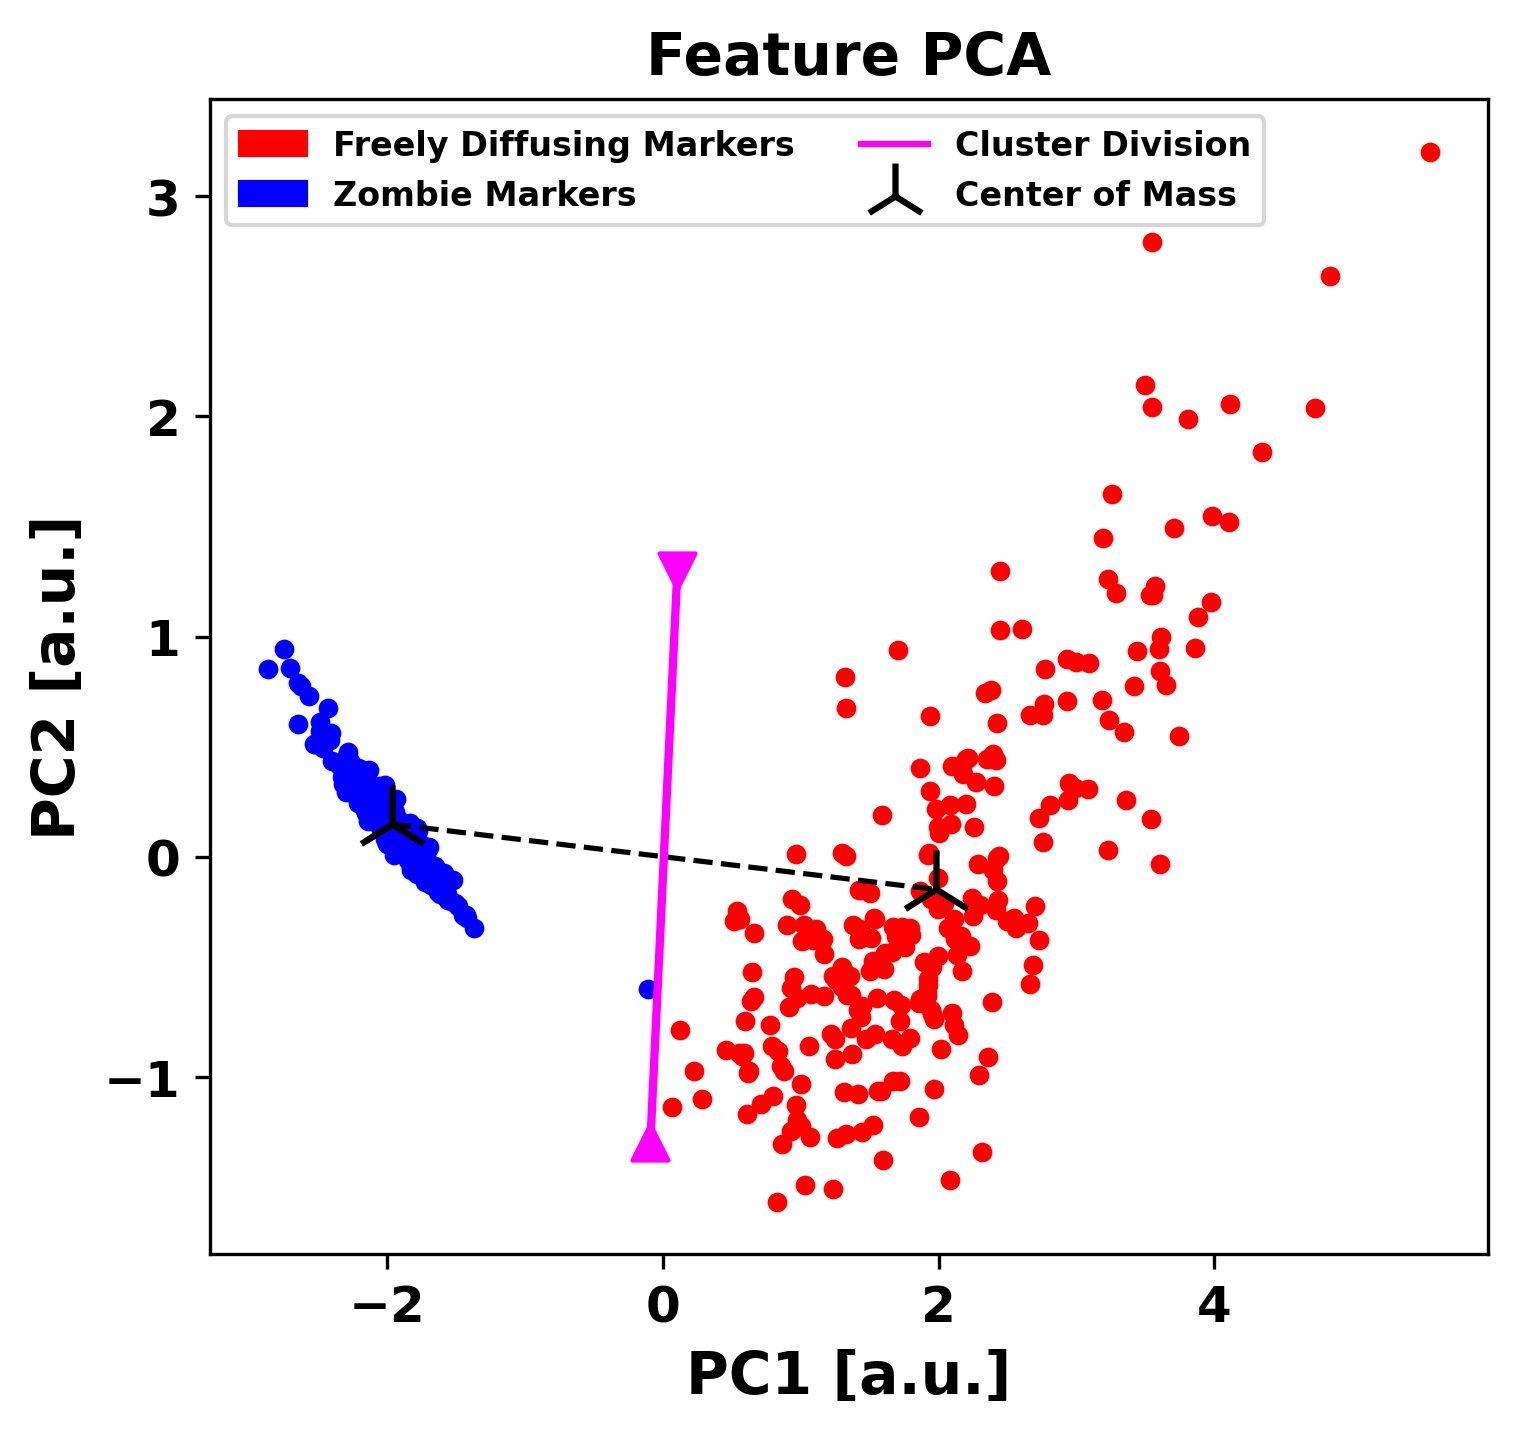 Feature PCA
Freely Diffusing Markers
Zombie Markers
Cluster Division
Center of Mass
PC2 [a.u.]
3
2
1
0
−1
−2
0
2
4
PC1 [a.u.]